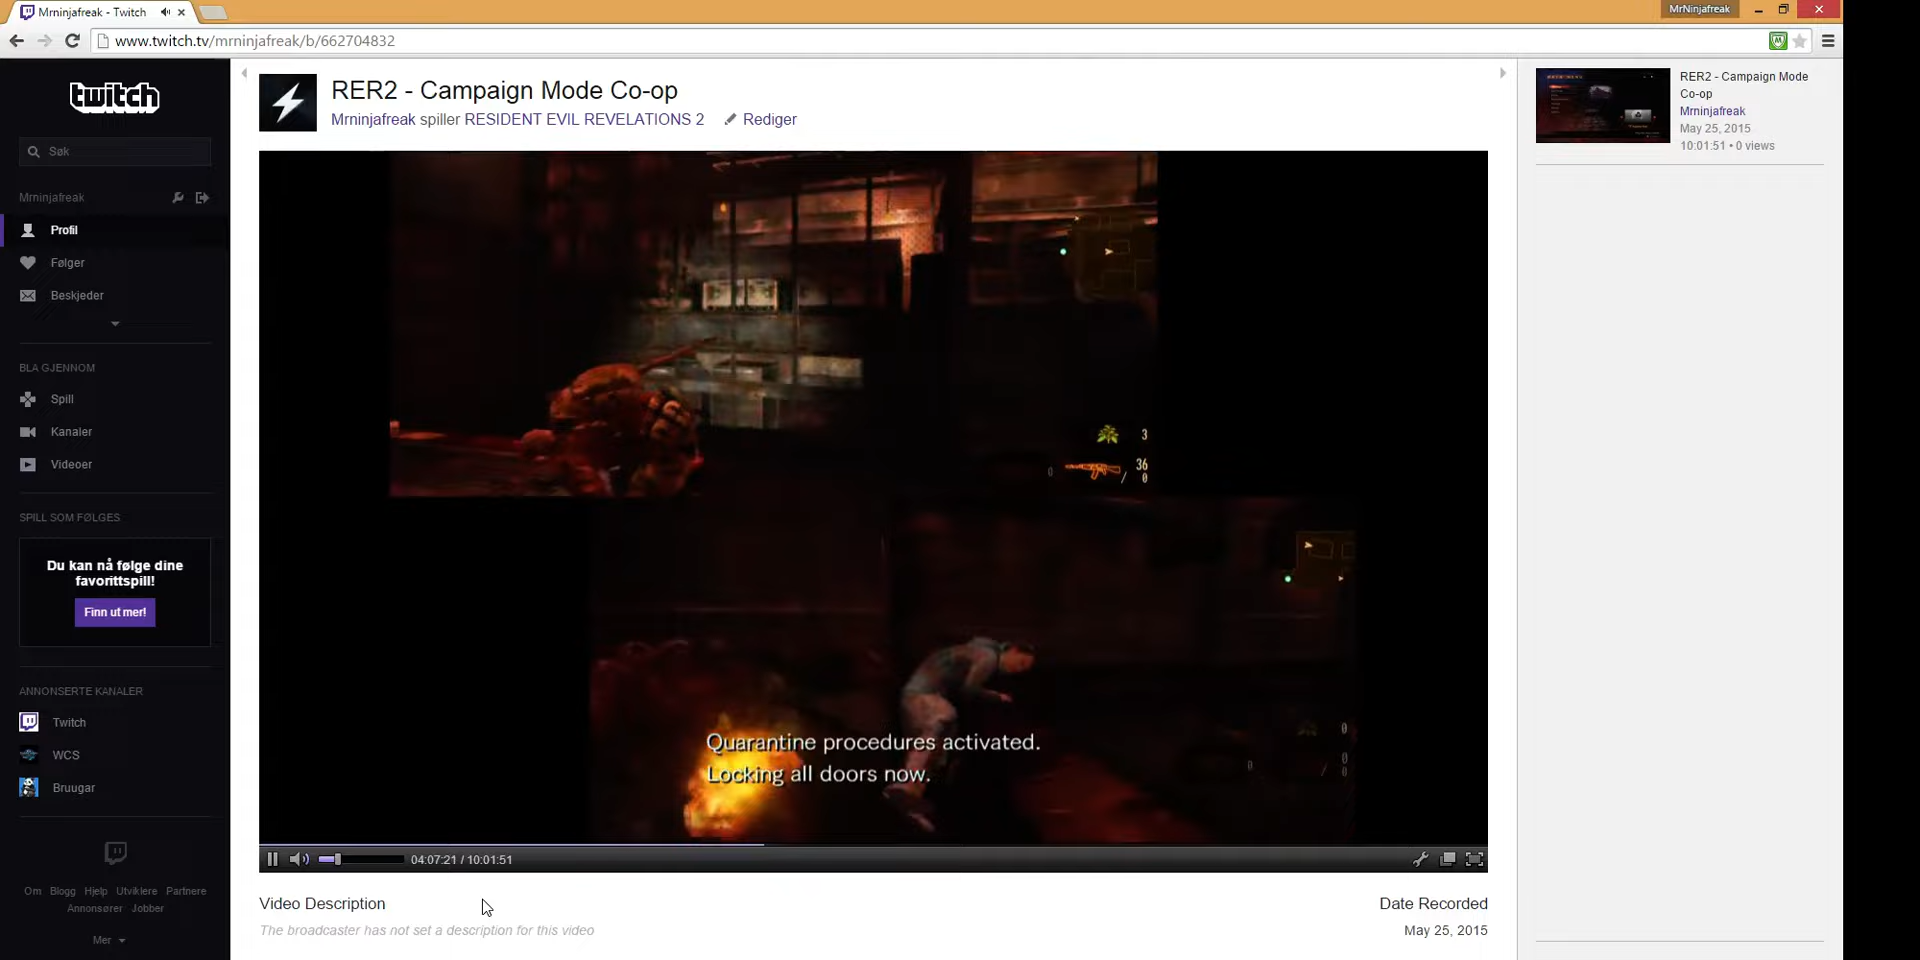 Mrninjafreak - Twitch
MrNinjafreak
www.twitch.tv/mrninjafreak/b/662704832
twitch
Søk
Mrninjafreak
Profil
Følger
Beskjeder
BLA GJENNOM
Spill
Kanaler
Videoer
SPILL SOM FØLGES
Du kan nå følge dine
favorittspill!
Finn ut mer!
ANNONSERTE KANALER
Twitch
WCS
Bruugar
Om Blogg Hjelp Utviklere Partnere
Annonsører Jobber
Mer
RER2 - Campaign Mode Co-op
Mrninjafreak spiller RESIDENT EVIL REVELATIONS 2 Rediger
3
0 36
/ 0
0
0
0 / 0
Quarantine procedures activated.
Locking all doors now.
04:07:21 / 10:01:51
Video Description
The broadcaster has not set a description for this video
Date Recorded
May 25, 2015
RER2 - Campaign Mode
Co-op
Mrninjafreak
May 25, 2015
10:01:51 • 0 views